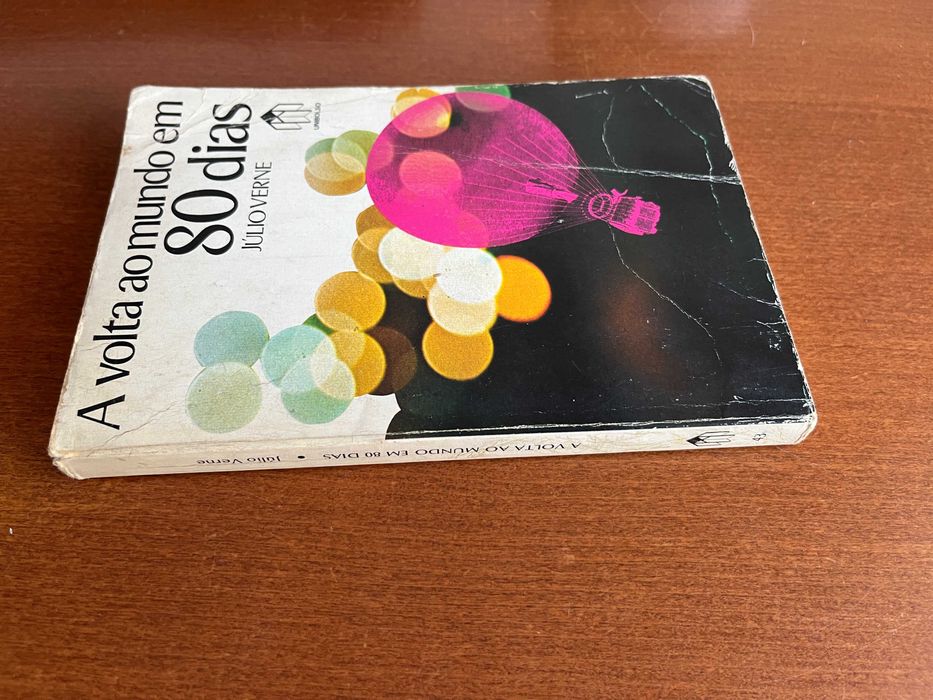 A volta ao mundo em
80 dias
JÚLIO VERNE
UNIBOLSO
A VOLTA AO MUNDO EM 80 DIAS • Júlio Verne
43